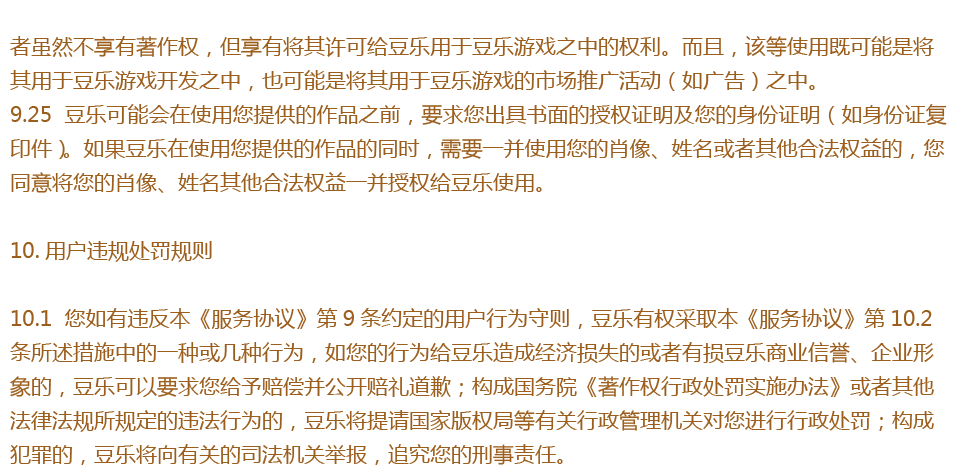 者虽然不享有著作权，但享有将其许可给豆乐用于豆乐游戏之中的权利。而且，该等使用既可能是将
其用于豆乐游戏开发之中，也可能是将其用于豆乐游戏的市场推广活动（如广告）之中。
9.25 豆乐可能会在使用您提供的作品之前，要求您出具书面的授权证明及您的身份证明（如身份证复
印件）。如果豆乐在使用您提供的作品的同时，需要一并使用您的肖像、姓名或者其他合法权益的，您
同意将您的肖像、姓名其他合法权益一并授权给豆乐使用。
10. 用户违规处罚规则
10.1 您如有违反本《服务协议》第 9 条约定的用户行为守则，豆乐有权采取本《服务协议》第 10.2
条所述措施中的一种或几种行为，如您的行为给豆乐造成经济损失的或者有损豆乐商业信誉、企业形
象的，豆乐可以要求您给予赔偿并公开赔礼道歉；构成国务院《著作权行政处罚实施办法》或者其他
法律法规所规定的违法行为的，豆乐将提请国家版权局等有关行政管理机关对您进行行政处罚；构成
犯罪的，豆乐将向有关的司法机关举报，追究您的刑事责任。